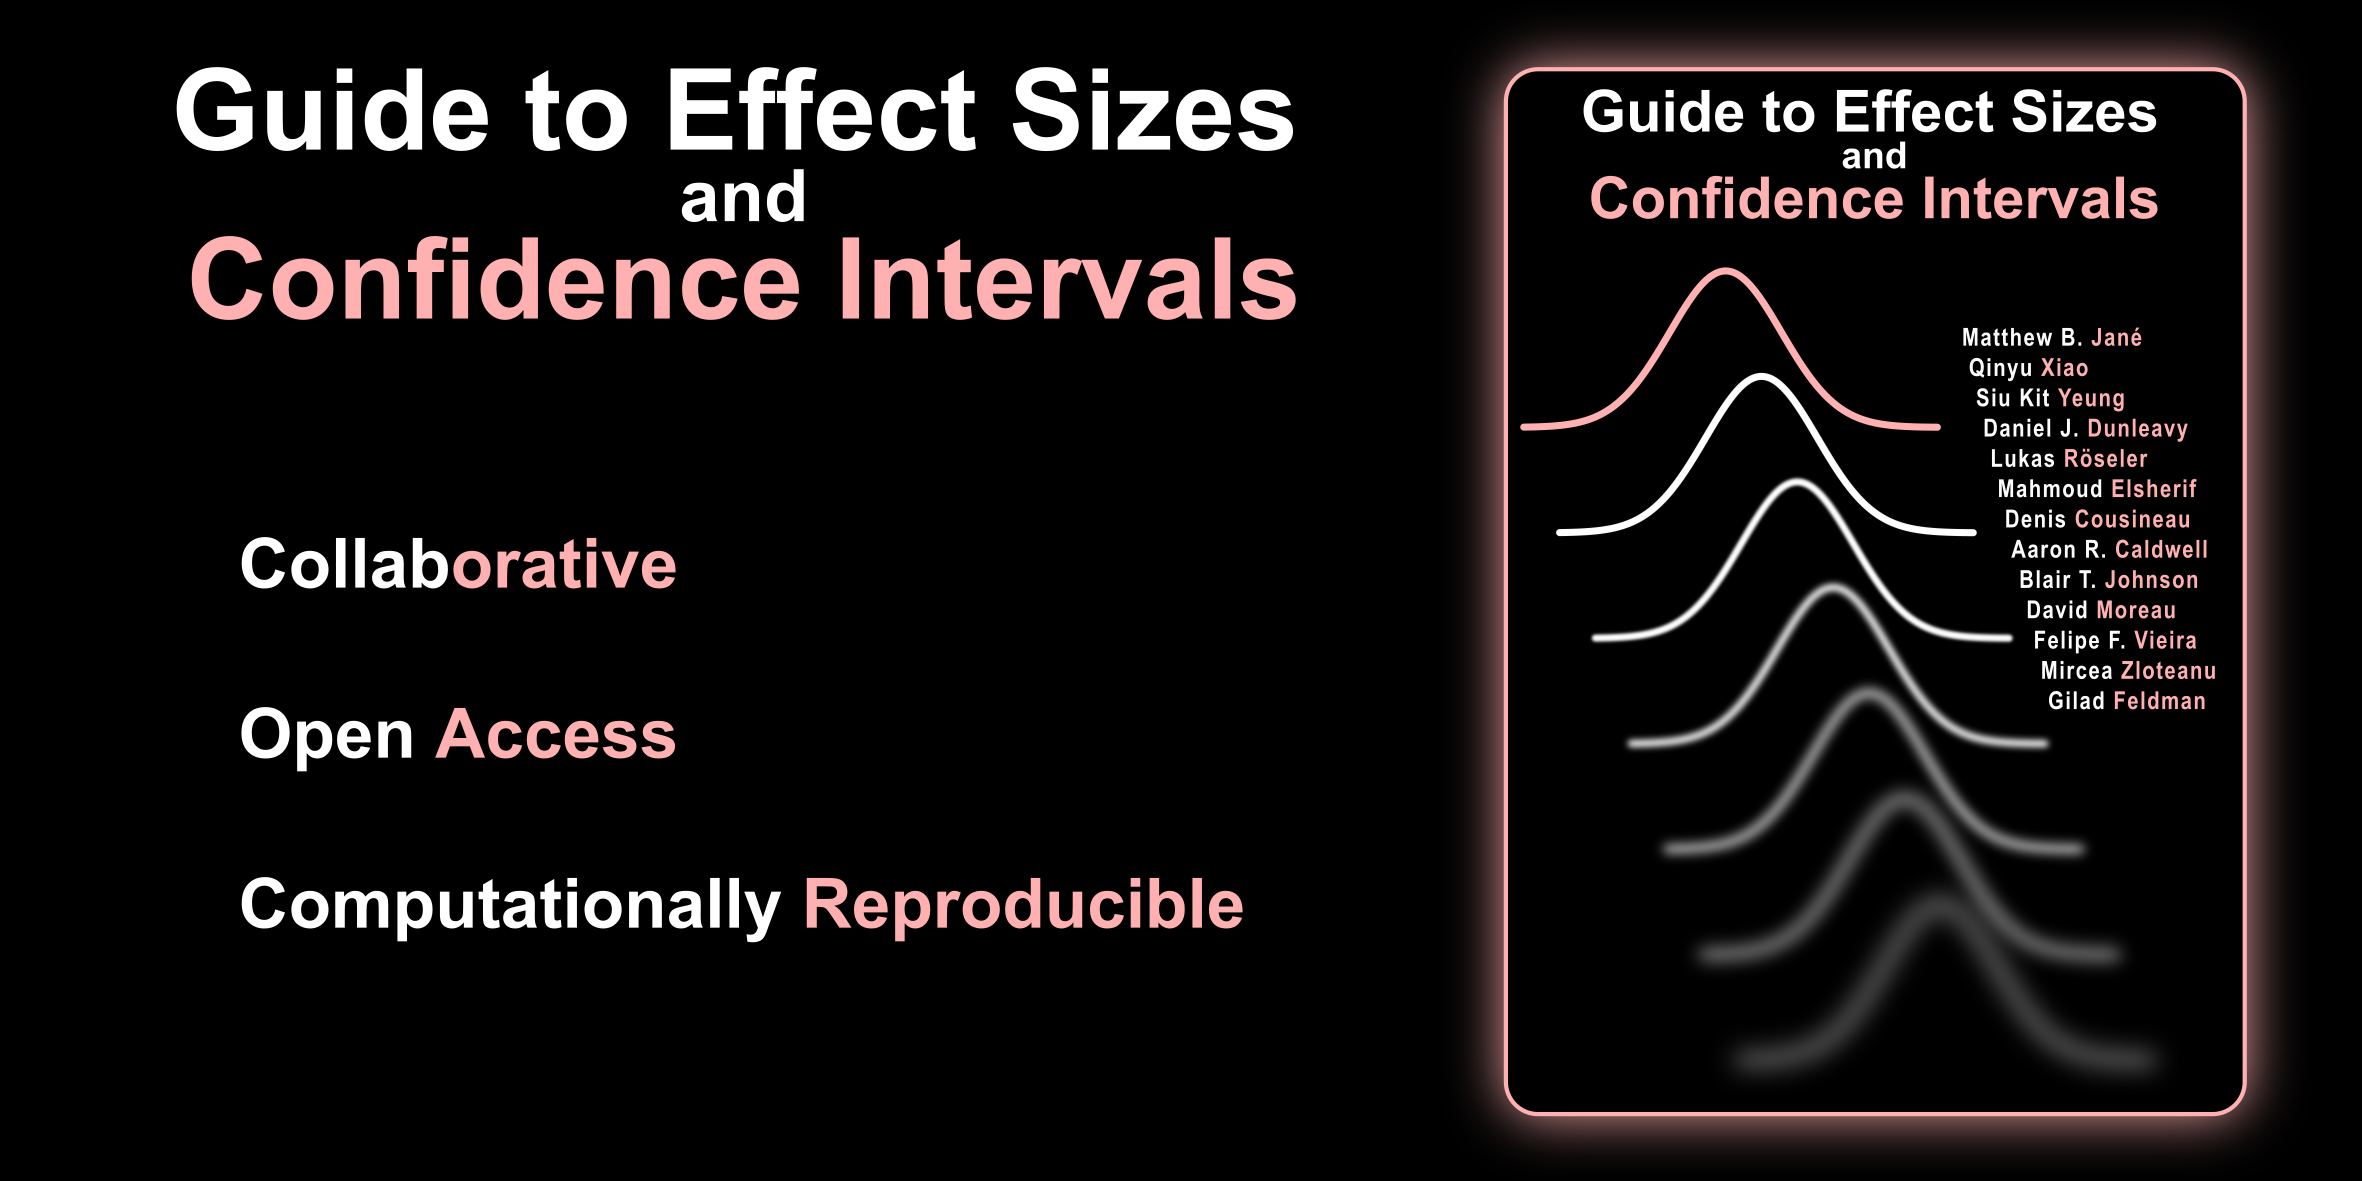 Guide to Effect Sizes
and
Confidence Intervals
Collaborative
Open Access
Computationally Reproducible
Guide to Effect Sizes
and
Confidence Intervals
Matthew B. Jané
Qinyu Xiao
Siu Kit Yeung
Daniel J. Dunleavy
Lukas Röseler
Mahmoud Elsherif
Denis Cousineau
Aaron R. Caldwell
Blair T. Johnson
David Moreau
Felipe F. Vieira
Mircea Zloteanu
Gilad Feldman